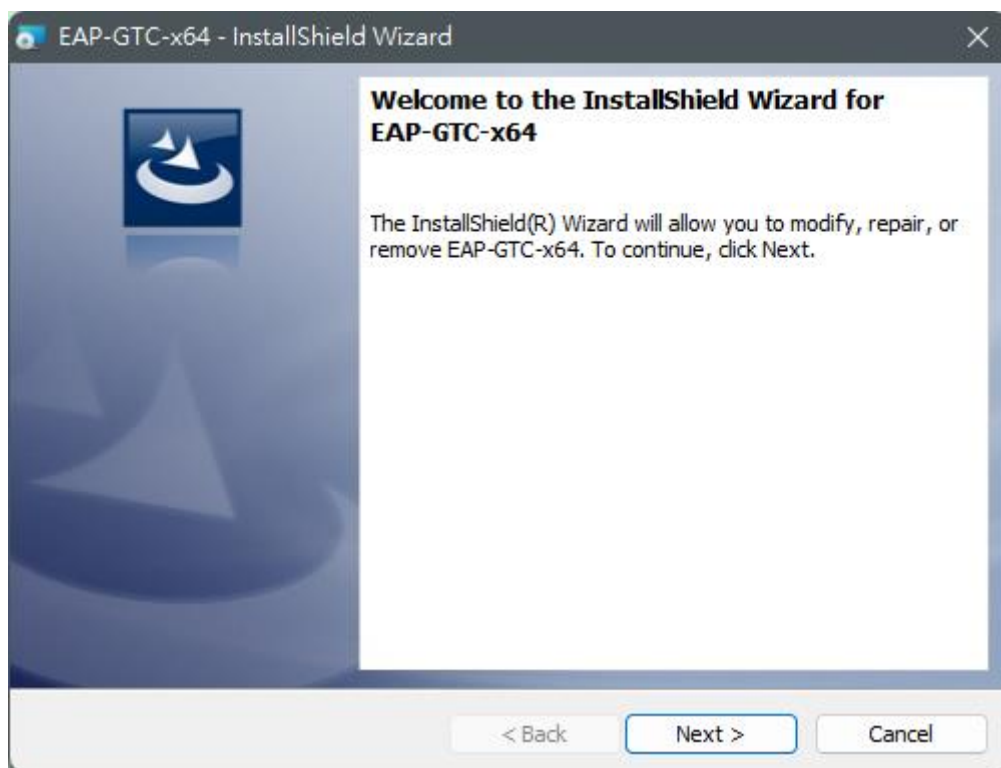 EAP-GTC-x64 - InstallShield Wizard
Welcome to the InstallShield Wizard for
EAP-GTC-x64
The InstallShield(R) Wizard will allow you to modify, repair, or
remove EAP-GTC-x64. To continue, click Next.
< Back Next > Cancel